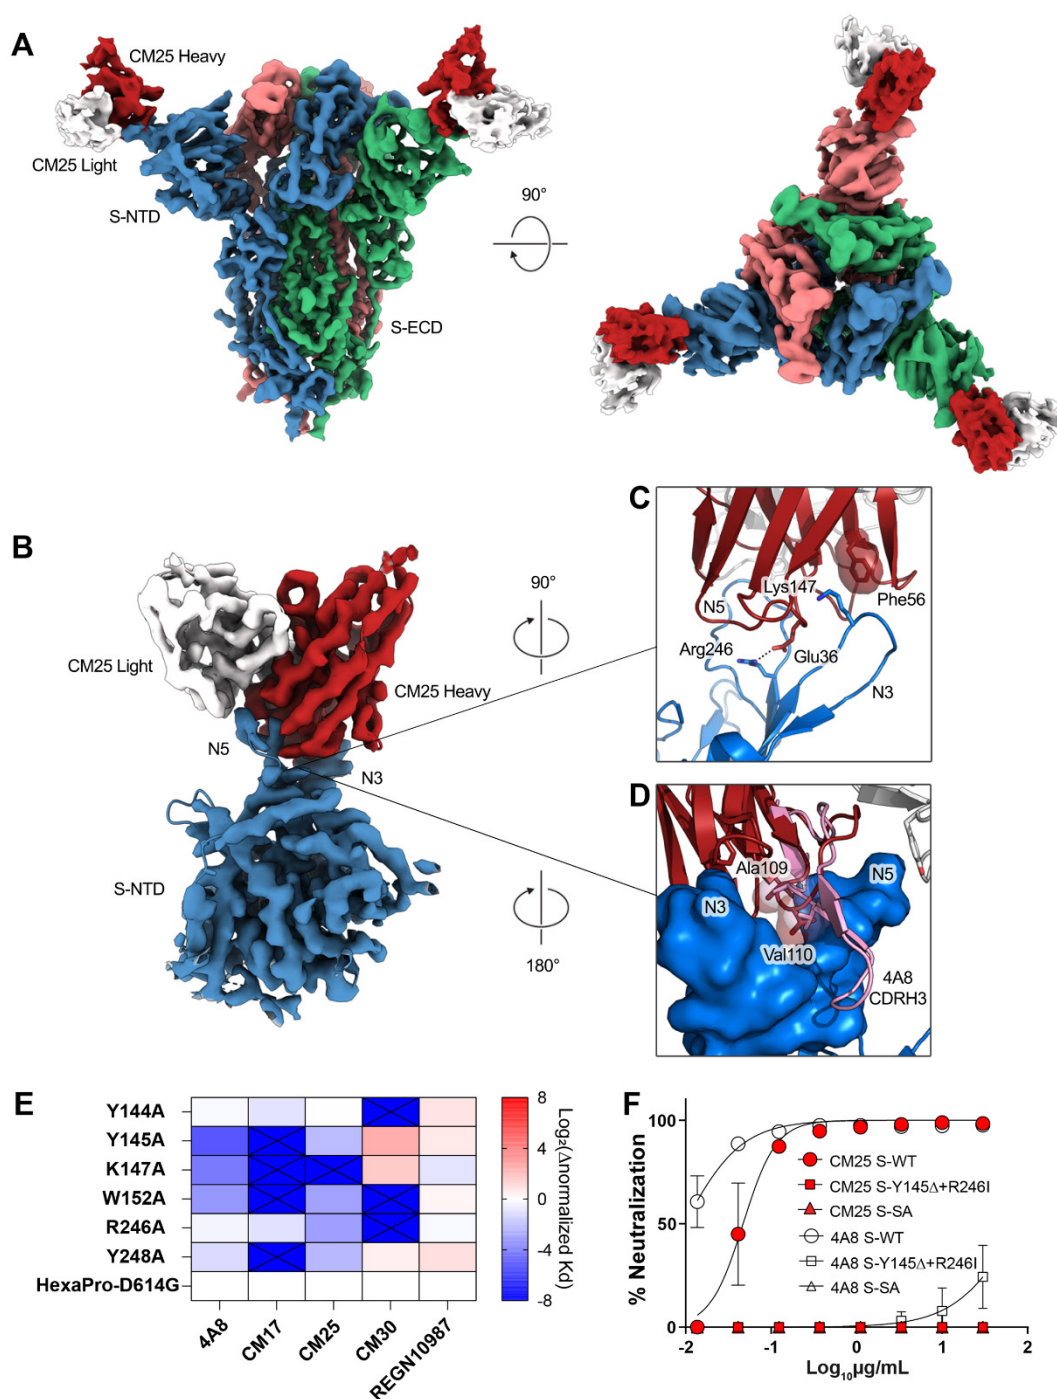 A
CM25 Heavy
CM25 Light
S-NTD
S-ECD
90°
B
CM25 Light
CM25 Heavy
N5
N3
S-NTD
90°
180°
C
Lys147
N5
Phe56
Arg246
Glu36
N3
D
Ala109
N5
N3
Val110
4A8
CDRH3
E
Y144A
Y145A
K147A
W152A
R246A
Y248A
HexaPro-D614G
4A8
CM17
CM25
CM30
REGN10987
8
4
0
-4
-8
Log₂(Δnormalized Kd)
F
% Neutralization
100
50
0
-2
-1
0
1
2
Log₁₀µg/mL
CM25 S-WT
CM25 S-Y145Δ+R246I
CM25 S-SA
4A8 S-WT
4A8 S-Y145Δ+R246I
4A8 S-SA